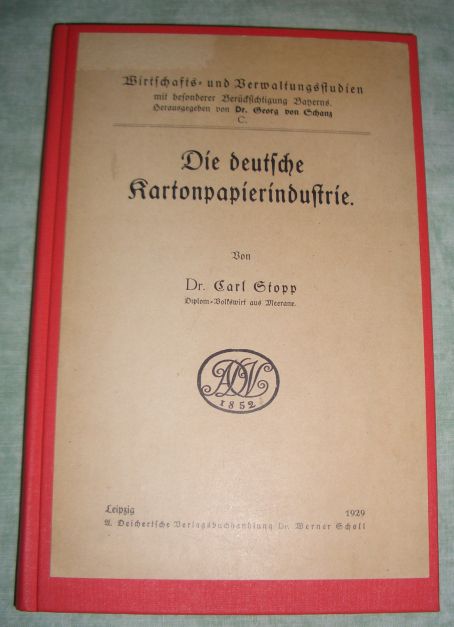 Wirtschafts- und Verwaltungsstudien
mit besonderer Berücksichtigung Bayerns.
Herausgegeben von Dr. Georg von Schanz
C.
Die deutsche
Kartonpapierindustrie.
Von
Dr. Carl Stopp
Diplom-Volkswirt aus Meerane.
ADV
1852
Leipzig 1929
A. Deichertsche Verlagsbuchhandlung Dr. Werner Scholl